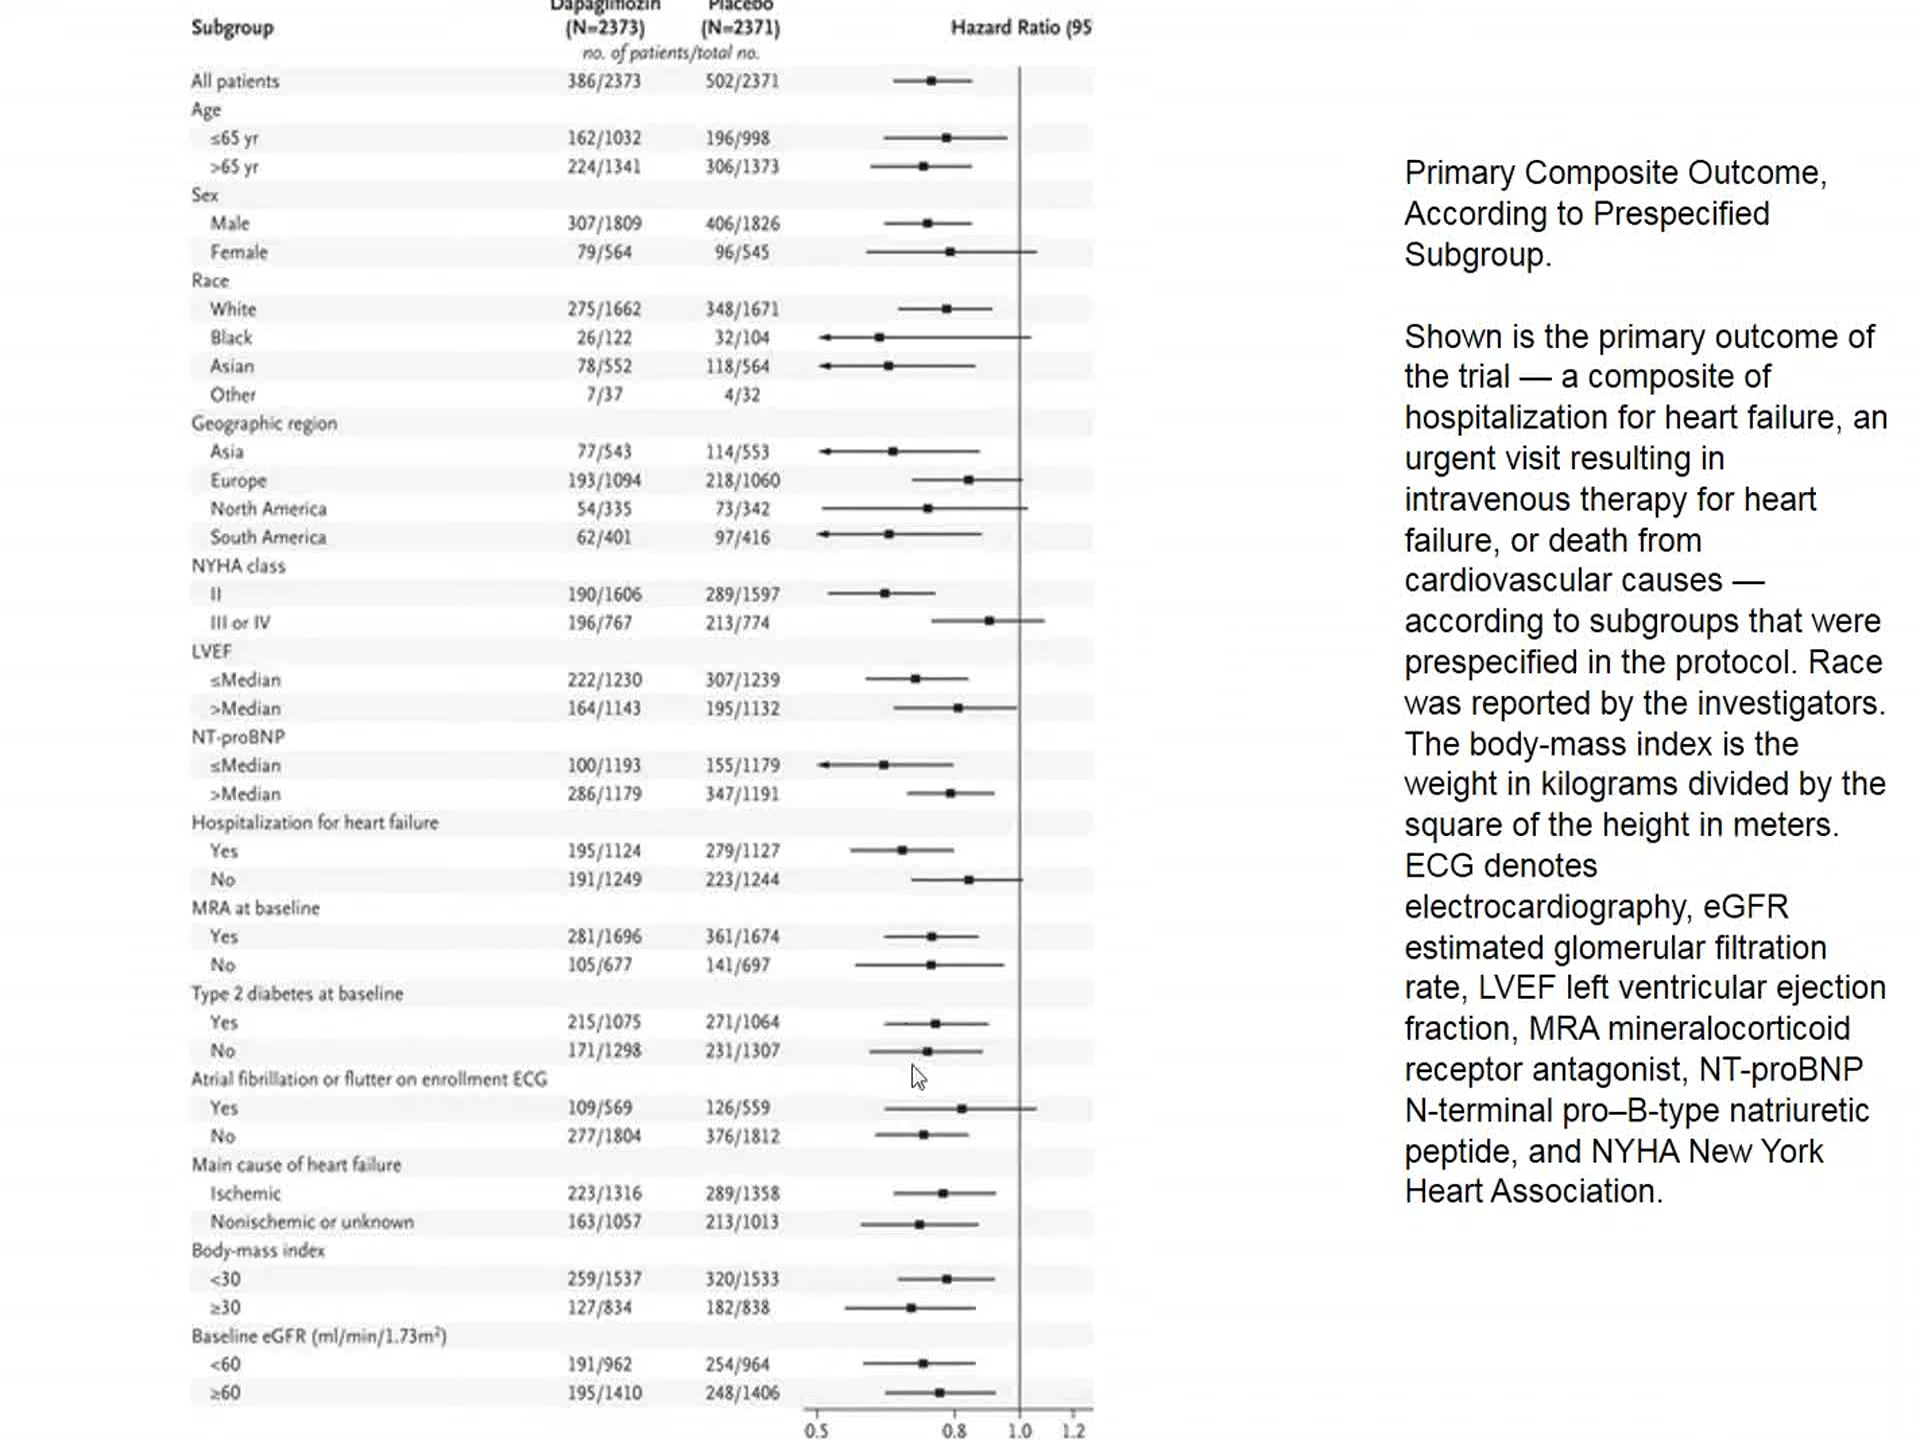 Dapagliflozin Placebo
Subgroup (N=2373) (N=2371) Hazard Ratio (95
no. of patients/total no.
All patients 386/2373 502/2371
Age
≤65 yr 162/1032 196/998
>65 yr 224/1341 306/1373
Sex
Male 307/1809 406/1826
Female 79/564 96/545
Race
White 275/1662 348/1671
Black 26/122 32/104
Asian 78/552 118/564
Other 7/37 4/32
Geographic region
Asia 77/543 114/553
Europe 193/1094 218/1060
North America 54/335 73/342
South America 62/401 97/416
NYHA class
II 190/1606 289/1597
III or IV 196/767 213/774
LVEF
≤Median 222/1230 307/1239
>Median 164/1143 195/1132
NT-proBNP
≤Median 100/1193 155/1179
>Median 286/1179 347/1191
Hospitalization for heart failure
Yes 195/1124 279/1127
No 191/1249 223/1244
MRA at baseline
Yes 281/1696 361/1674
No 105/677 141/697
Type 2 diabetes at baseline
Yes 215/1075 271/1064
No 171/1298 231/1307
Atrial fibrillation or flutter on enrollment ECG
Yes 109/569 126/559
No 277/1804 376/1812
Main cause of heart failure
Ischemic 223/1316 289/1358
Nonischemic or unknown 163/1057 213/1013
Body-mass index
<30 259/1537 320/1533
≥30 127/834 182/838
Baseline eGFR (ml/min/1.73m²)
<60 191/962 254/964
≥60 195/1410 248/1406
0.5 0.8 1.0 1.2
Primary Composite Outcome,
According to Prespecified
Subgroup.
Shown is the primary outcome of
the trial — a composite of
hospitalization for heart failure, an
urgent visit resulting in
intravenous therapy for heart
failure, or death from
cardiovascular causes —
according to subgroups that were
prespecified in the protocol. Race
was reported by the investigators.
The body-mass index is the
weight in kilograms divided by the
square of the height in meters.
ECG denotes
electrocardiography, eGFR
estimated glomerular filtration
rate, LVEF left ventricular ejection
fraction, MRA mineralocorticoid
receptor antagonist, NT-proBNP
N-terminal pro–B-type natriuretic
peptide, and NYHA New York
Heart Association.